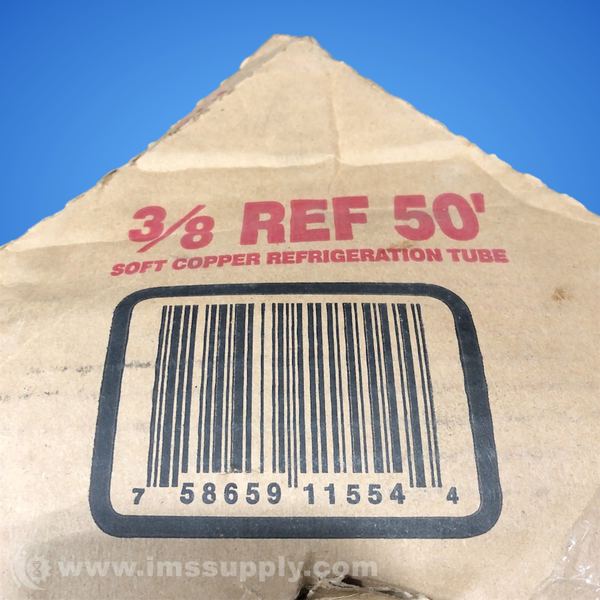 3/8 REF 50'
SOFT COPPER REFRIGERATION TUBE
7 58659 11554 4
www.imssupply.com